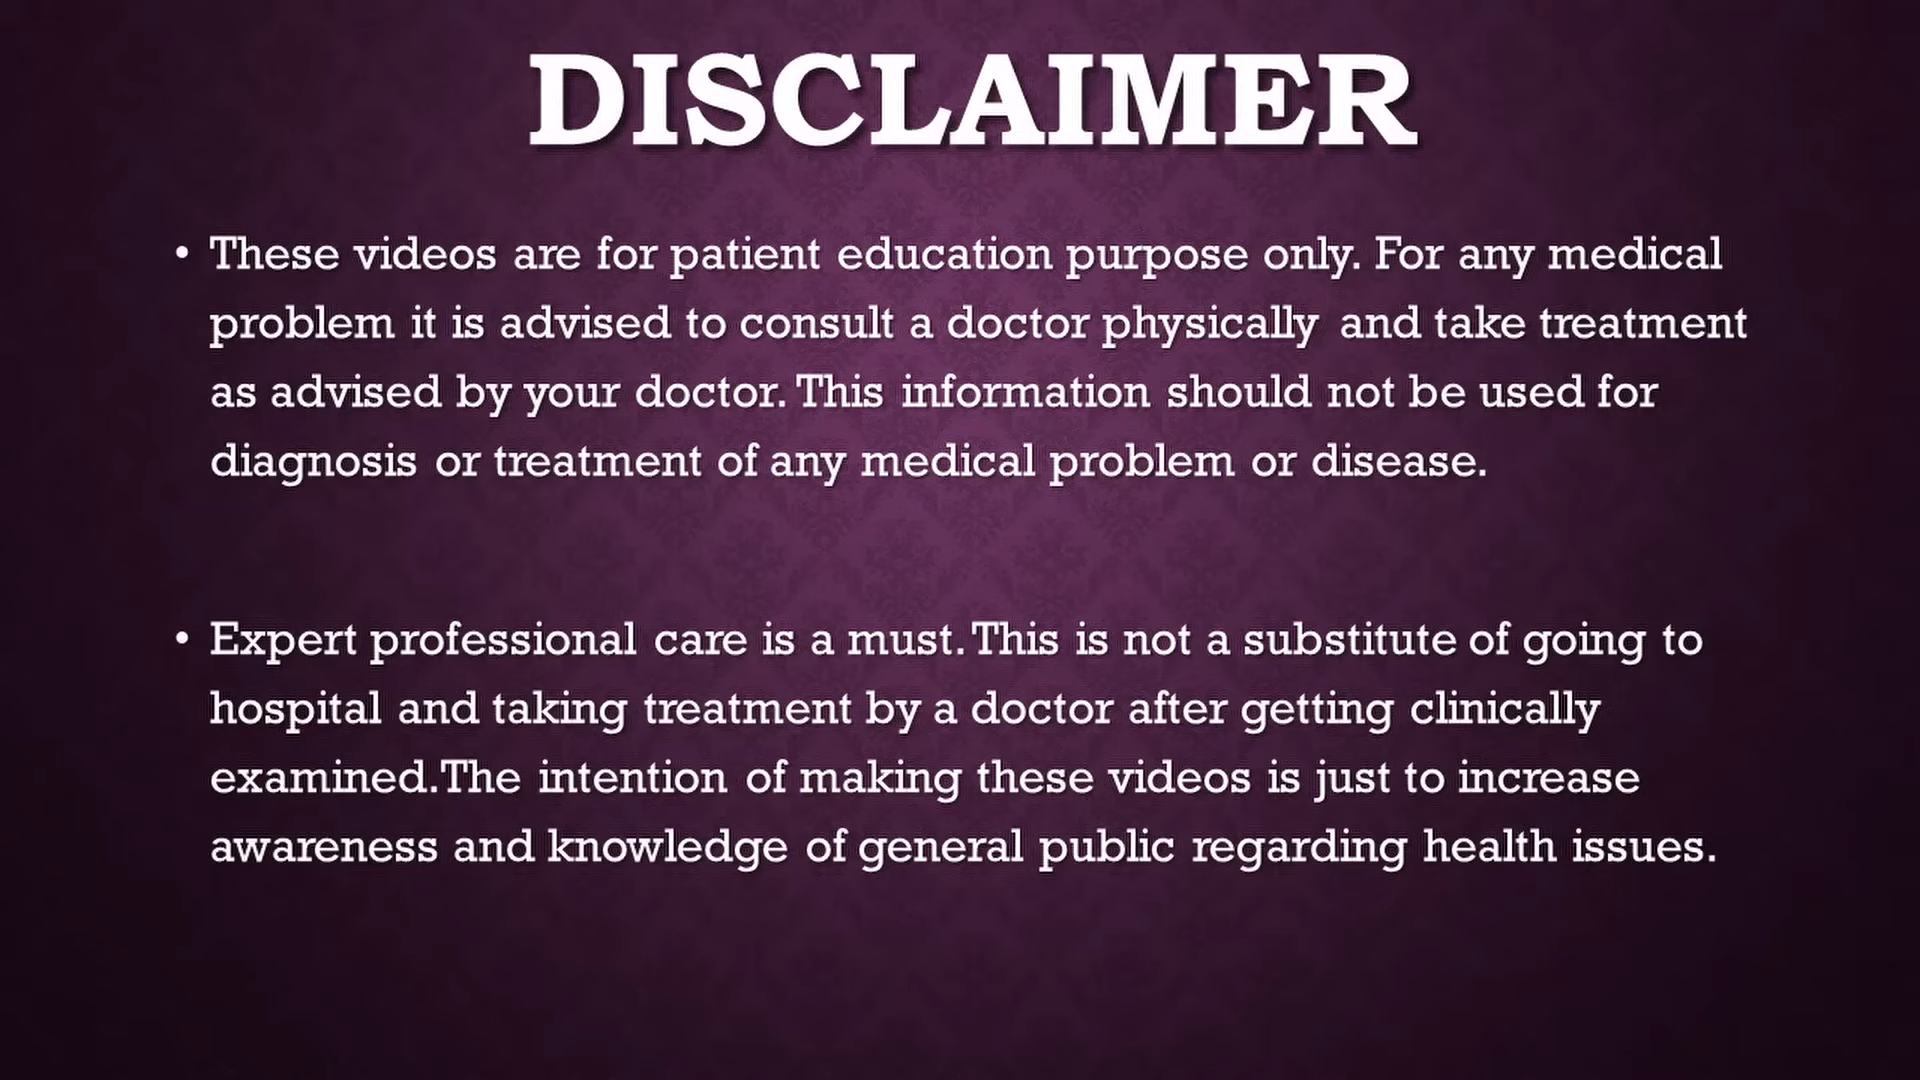 DISCLAIMER
• These videos are for patient education purpose only. For any medical
problem it is advised to consult a doctor physically and take treatment
as advised by your doctor. This information should not be used for
diagnosis or treatment of any medical problem or disease.
• Expert professional care is a must. This is not a substitute of going to
hospital and taking treatment by a doctor after getting clinically
examined.The intention of making these videos is just to increase
awareness and knowledge of general public regarding health issues.